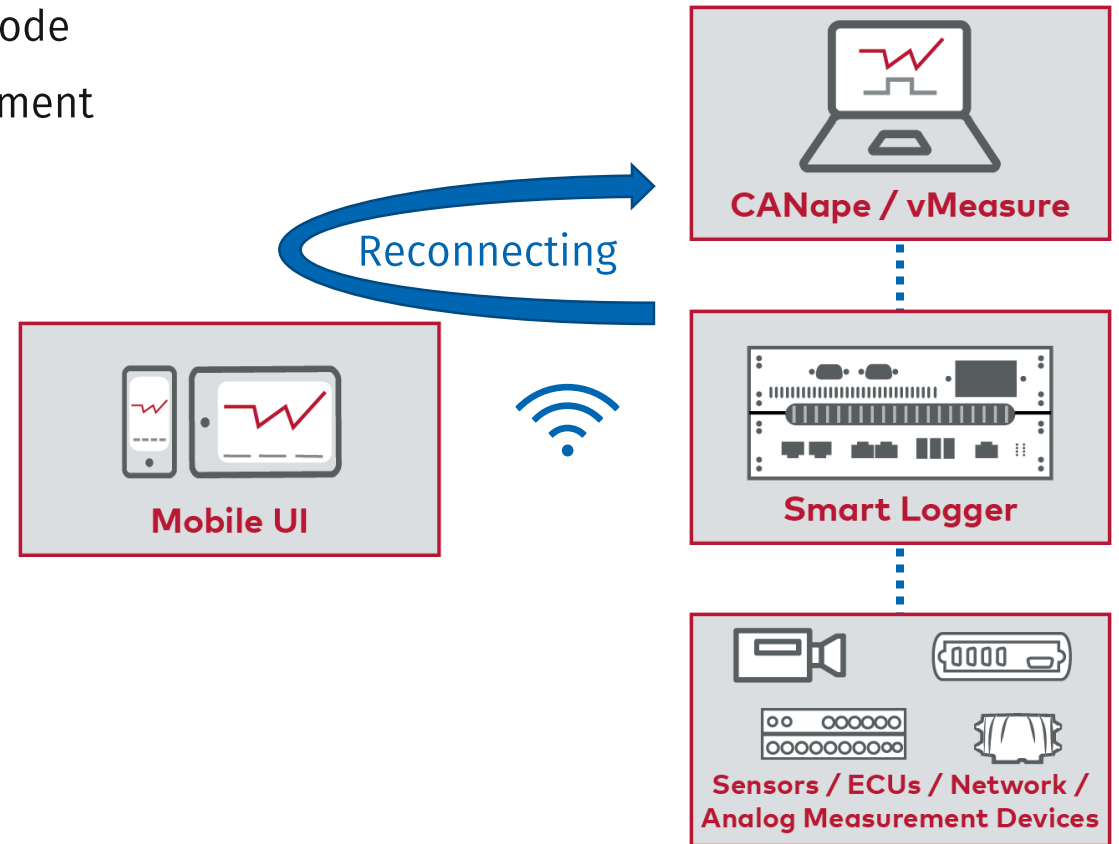 ode
ment
CANape / vMeasure
Reconnecting
Mobile UI
Smart Logger
Sensors / ECUs / Network /
Analog Measurement Devices